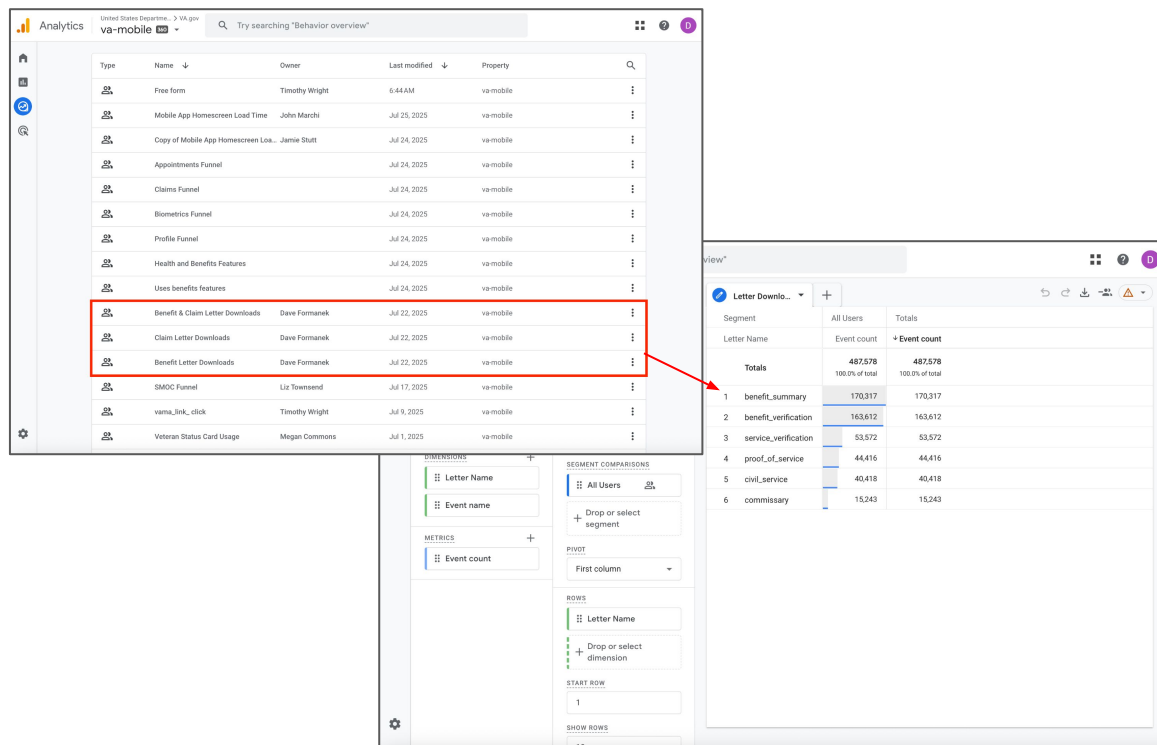 Analytics
United States Departme... > VA.gov
va-mobile 360
Try searching "Behavior overview"
D
Type Name Owner Last modified Property
Free form Timothy Wright 6:44 AM va-mobile
Mobile App Homescreen Load Time John Marchi Jul 25, 2025 va-mobile
Copy of Mobile App Homescreen Loa... Jamie Stutt Jul 24, 2025 va-mobile
Appointments Funnel Jul 24, 2025 va-mobile
Claims Funnel Jul 24, 2025 va-mobile
Biometrics Funnel Jul 24, 2025 va-mobile
Profile Funnel Jul 24, 2025 va-mobile
Health and Benefits Features Jul 24, 2025 va-mobile
Uses benefits features Jul 24, 2025 va-mobile
Benefit & Claim Letter Downloads Dave Formanek Jul 22, 2025 va-mobile
Claim Letter Downloads Dave Formanek Jul 22, 2025 va-mobile
Benefit Letter Downloads Dave Formanek Jul 22, 2025 va-mobile
SMOC Funnel Liz Townsend Jul 17, 2025 va-mobile
vama_link_ click Timothy Wright Jul 9, 2025 va-mobile
Veteran Status Card Usage Megan Commons Jul 1, 2025 va-mobile
view"
D
Letter Downlo...
Segment All Users Totals
Letter Name Event count Event count
Totals 487,578 487,578
100.0% of total 100.0% of total
1 benefit_summary 170,317 170,317
2 benefit_verification 163,612 163,612
3 service_verification 53,572 53,572
4 proof_of_service 44,416 44,416
5 civil_service 40,418 40,418
6 commissary 15,243 15,243
DIMENSIONS
Letter Name
Event name
METRICS
Event count
SEGMENT COMPARISONS
All Users
Drop or select
segment
PIVOT
First column
ROWS
Letter Name
Drop or select
dimension
START ROW
1
SHOW ROWS